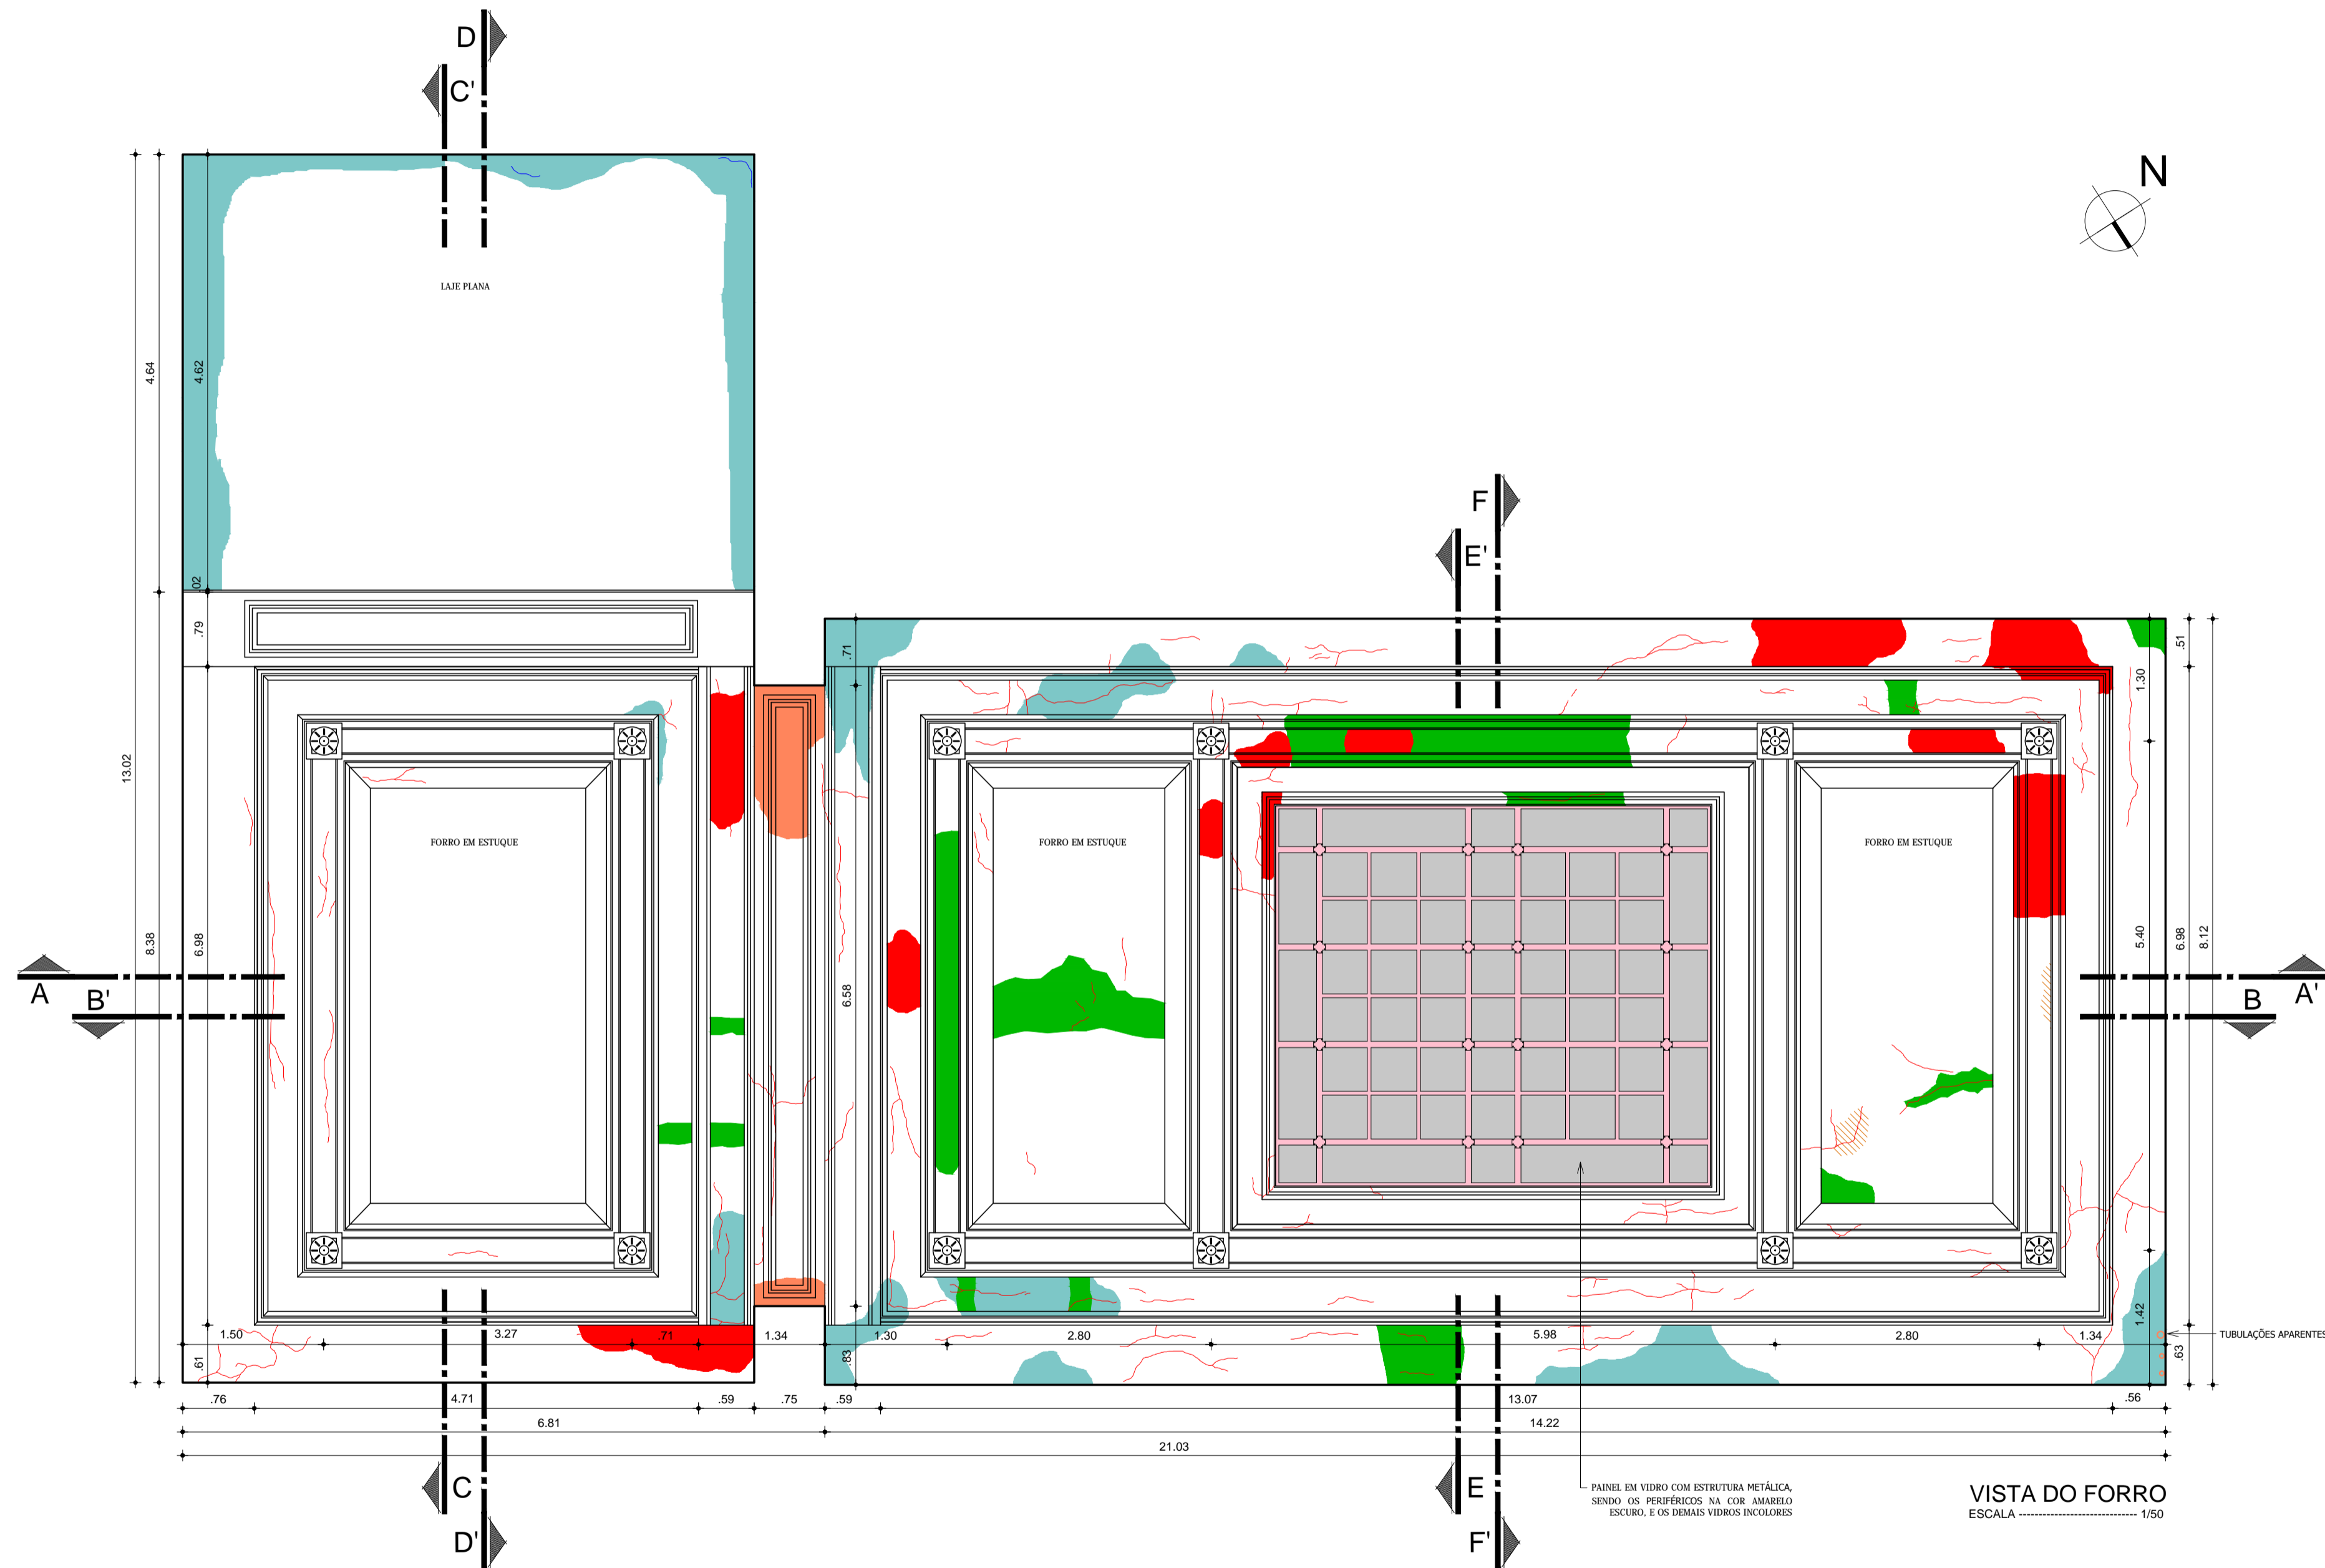 D
C'
N
LAJE PLANA
4.64
4.62
.02
.79
F
E'
.71
.51
1.30
13.02
8.38
6.98
6.58
5.40
6.98
8.12
FORRO EM ESTUQUE
FORRO EM ESTUQUE
FORRO EM ESTUQUE
A
B'
B
A'
1.42
TUBULAÇÕES APARENTES
1.50
3.27
.71
1.34
1.30
2.80
5.98
2.80
1.34
.63
.61
.83
.76
4.71
.59
.75
.59
13.07
.56
6.81
14.22
21.03
C
D'
E
F'
PAINEL EM VIDRO COM ESTRUTURA METÁLICA,
SENDO OS PERIFÉRICOS NA COR AMARELO
ESCURO, E OS DEMAIS VIDROS INCOLORES
VISTA DO FORRO
ESCALA ------------------------------ 1/50